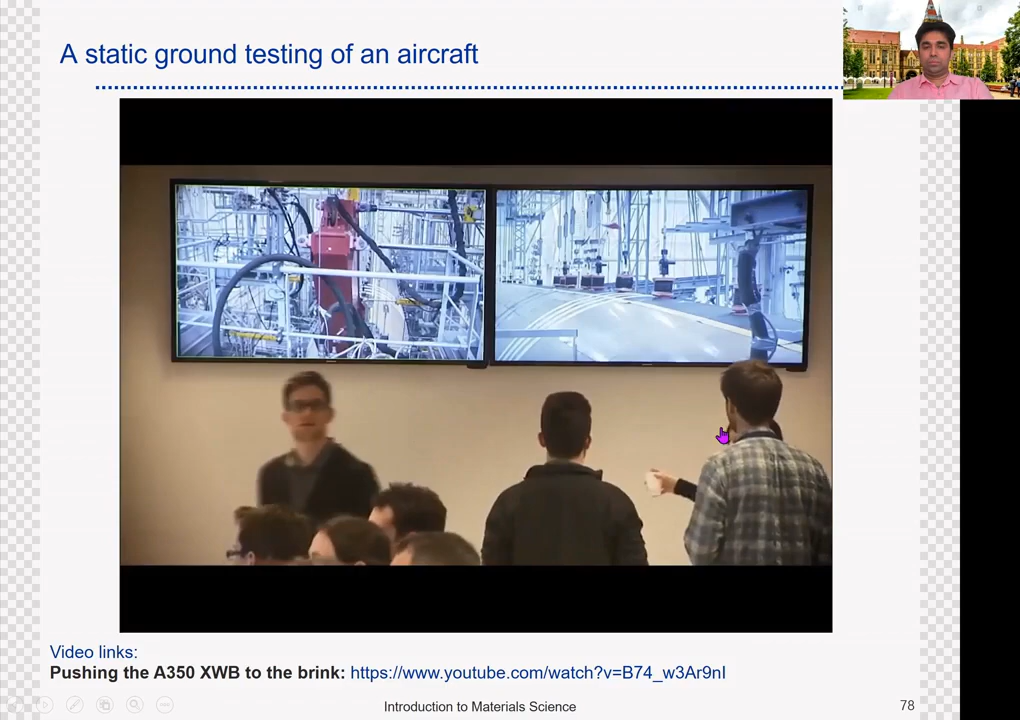 A static ground testing of an aircraft
Video links:
Pushing the A350 XWB to the brink: https://www.youtube.com/watch?v=B74_w3Ar9nI
Introduction to Materials Science
78